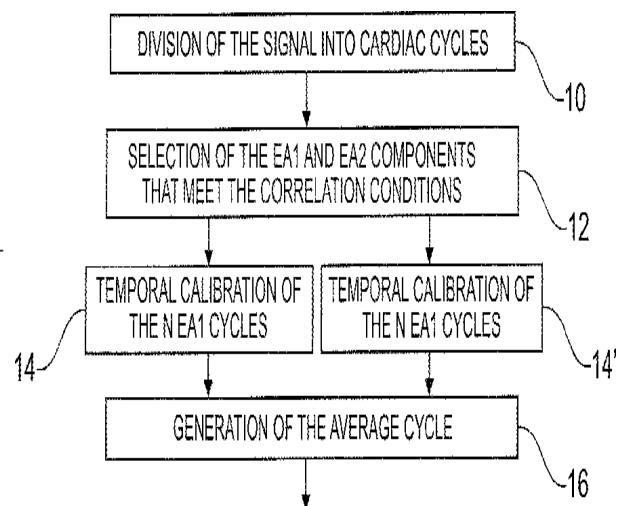 DIVISION OF THE SIGNAL INTO CARDIAC CYCLES
10
SELECTION OF THE EA1 AND EA2 COMPONENTS
THAT MEET THE CORRELATION CONDITIONS
12
TEMPORAL CALIBRATION OF
THE N EA1 CYCLES
14
TEMPORAL CALIBRATION OF
THE N EA1 CYCLES
14'
GENERATION OF THE AVERAGE CYCLE
16